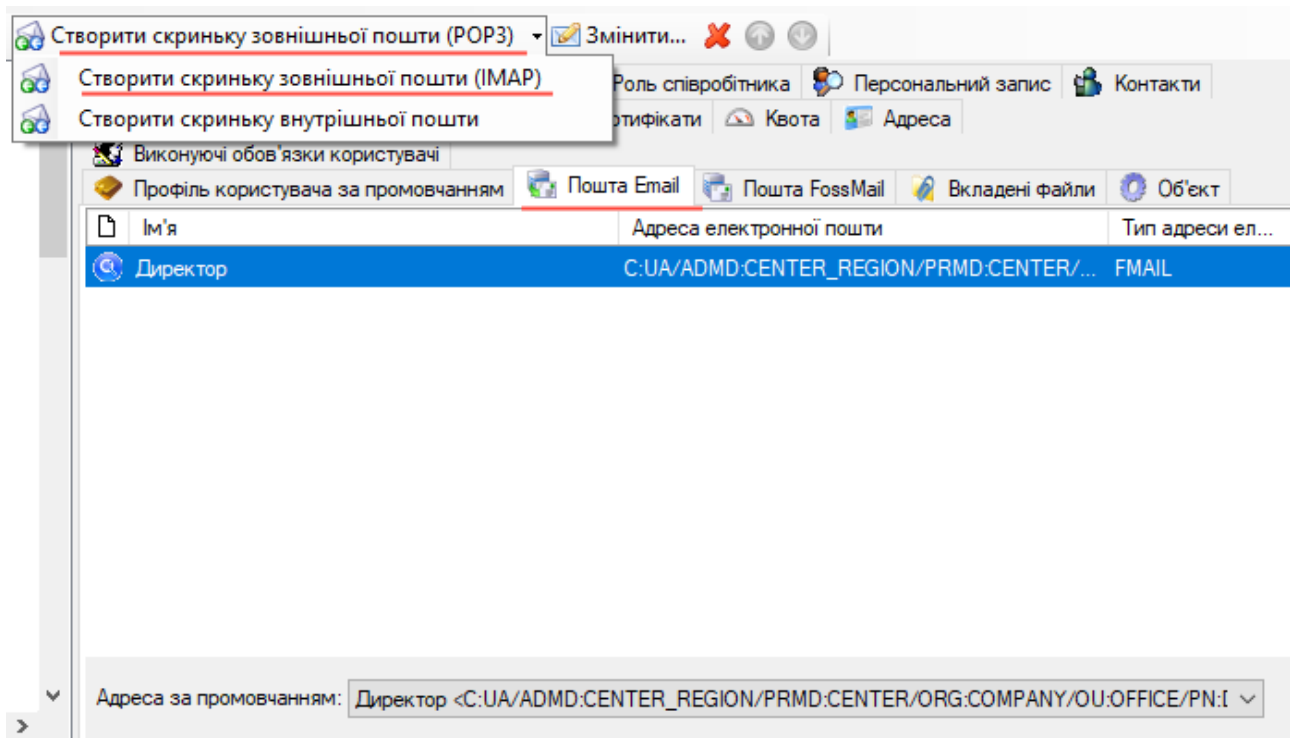 Створити скриньку зовнішньої пошти (POP3) Змінити...
Створити скриньку зовнішньої пошти (IMAP) Роль співробітника Персональний запис Контакти
Створити скриньку внутрішньої пошти Квота Адреса
Виконуючі обов'язки користувачі
Профіль користувача за промовчанням Пошта Email Пошта FossMail Вкладені файли Об'єкт
Ім'я Адреса електронної пошти Тип адреси ел...
Директор C:UA/ADMD:CENTER_REGION/PRMD:CENTER/... FMAIL
Адреса за промовчанням: Директор <C:UA/ADMD:CENTER_REGION/PRMD:CENTER/ORG:COMPANY/OU:OFFICE/PN: